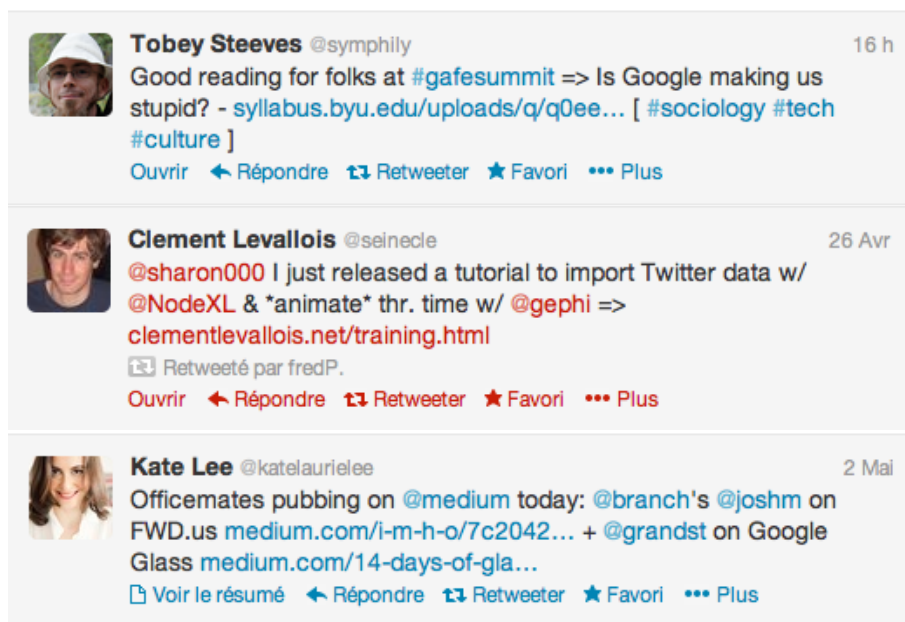 Tobey Steeves @symphily 16 h
Good reading for folks at #gafesummit => Is Google making us
stupid? - syllabus.byu.edu/uploads/q/q0ee… [ #sociology #tech
#culture ]
Ouvrir Répondre Retweeter Favori ••• Plus
Clement Levallois @seinecle 26 Avr
@sharon000 I just released a tutorial to import Twitter data w/
@NodeXL & *animate* thr. time w/ @gephi =>
clementlevallois.net/training.html
Retweeté par fredP.
Ouvrir Répondre Retweeter Favori ••• Plus
Kate Lee @katelaurielee 2 Mai
Officemates pubbing on @medium today: @branch's @joshm on
FWD.us medium.com/i-m-h-o/7c2042… + @grandst on Google
Glass medium.com/14-days-of-gla…
Voir le résumé Répondre Retweeter Favori ••• Plus